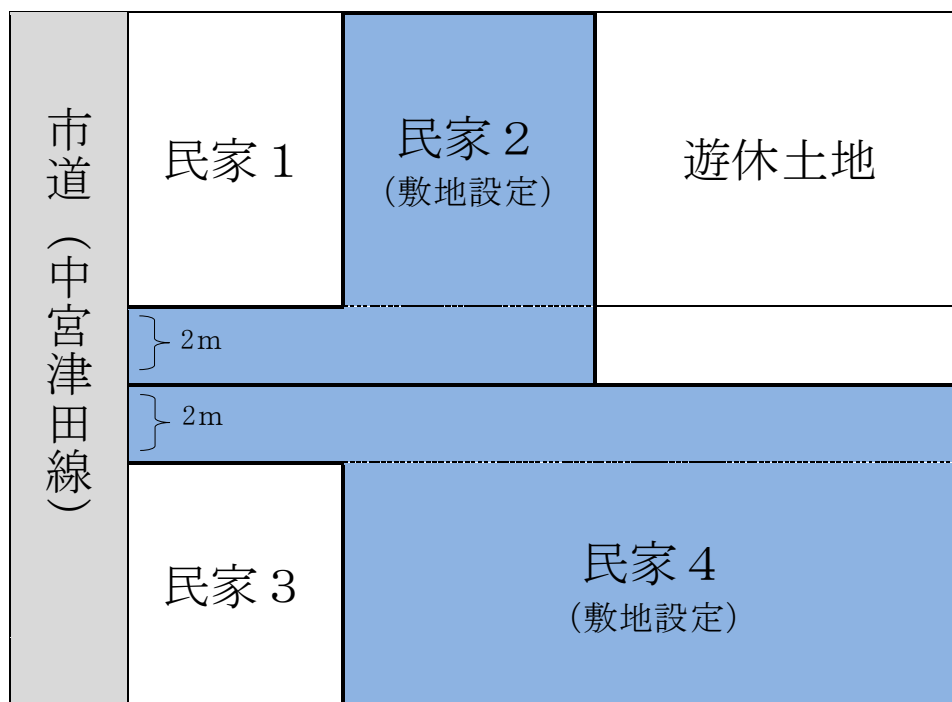 市道（中宮津田線）
民家１
民家２
（敷地設定）
遊休土地
2m
2m
民家３
民家４
（敷地設定）